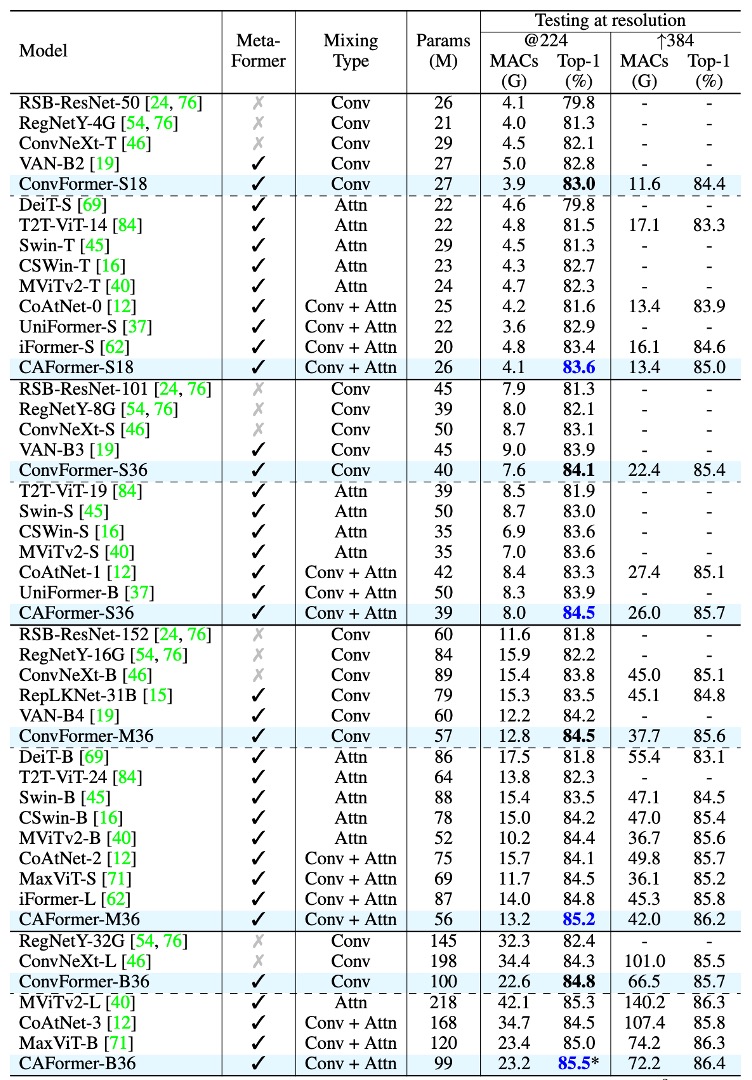 Testing at resolution
Model Meta-Former Mixing Type Params (M) @224 ↑384
MACs (G) Top-1 (%) MACs (G) Top-1 (%)
RSB-ResNet-50 [24, 76] ✗ Conv 26 4.1 79.8 - -
RegNetY-4G [54, 76] ✗ Conv 21 4.0 81.3 - -
ConvNeXt-T [46] ✗ Conv 29 4.5 82.1 - -
VAN-B2 [19] ✓ Conv 27 5.0 82.8 - -
ConvFormer-S18 ✓ Conv 27 3.9 83.0 11.6 84.4
DeiT-S [69] ✓ Attn 22 4.6 79.8 - -
T2T-ViT-14 [84] ✓ Attn 22 4.8 81.5 17.1 83.3
Swin-T [45] ✓ Attn 29 4.5 81.3 - -
CSWin-T [16] ✓ Attn 23 4.3 82.7 - -
MViTv2-T [40] ✓ Attn 24 4.7 82.3 - -
CoAtNet-0 [12] ✓ Conv + Attn 25 4.2 81.6 13.4 83.9
UniFormer-S [37] ✓ Conv + Attn 22 3.6 82.9 - -
iFormer-S [62] ✓ Conv + Attn 20 4.8 83.4 16.1 84.6
CAFormer-S18 ✓ Conv + Attn 26 4.1 83.6 13.4 85.0
RSB-ResNet-101 [24, 76] ✗ Conv 45 7.9 81.3 - -
RegNetY-8G [54, 76] ✗ Conv 39 8.0 82.1 - -
ConvNeXt-S [46] ✗ Conv 50 8.7 83.1 - -
VAN-B3 [19] ✓ Conv 45 9.0 83.9 - -
ConvFormer-S36 ✓ Conv 40 7.6 84.1 22.4 85.4
T2T-ViT-19 [84] ✓ Attn 39 8.5 81.9 - -
Swin-S [45] ✓ Attn 50 8.7 83.0 - -
CSWin-S [16] ✓ Attn 35 6.9 83.6 - -
MViTv2-S [40] ✓ Attn 35 7.0 83.6 - -
CoAtNet-1 [12] ✓ Conv + Attn 42 8.4 83.3 27.4 85.1
UniFormer-B [37] ✓ Conv + Attn 50 8.3 83.9 - -
CAFormer-S36 ✓ Conv + Attn 39 8.0 84.5 26.0 85.7
RSB-ResNet-152 [24, 76] ✗ Conv 60 11.6 81.8 - -
RegNetY-16G [54, 76] ✗ Conv 84 15.9 82.2 - -
ConvNeXt-B [46] ✗ Conv 89 15.4 83.8 45.0 85.1
RepLKNet-31B [15] ✓ Conv 79 15.3 83.5 45.1 84.8
VAN-B4 [19] ✓ Conv 60 12.2 84.2 - -
ConvFormer-M36 ✓ Conv 57 12.8 84.5 37.7 85.6
DeiT-B [69] ✓ Attn 86 17.5 81.8 55.4 83.1
T2T-ViT-24 [84] ✓ Attn 64 13.8 82.3 - -
Swin-B [45] ✓ Attn 88 15.4 83.5 47.1 84.5
CSwin-B [16] ✓ Attn 78 15.0 84.2 47.0 85.4
MViTv2-B [40] ✓ Attn 52 10.2 84.4 36.7 85.6
CoAtNet-2 [12] ✓ Conv + Attn 75 15.7 84.1 49.8 85.7
MaxViT-S [71] ✓ Conv + Attn 69 11.7 84.5 36.1 85.2
iFormer-L [62] ✓ Conv + Attn 87 14.0 84.8 45.3 85.8
CAFormer-M36 ✓ Conv + Attn 56 13.2 85.2 42.0 86.2
RegNetY-32G [54, 76] ✗ Conv 145 32.3 82.4 - -
ConvNeXt-L [46] ✗ Conv 198 34.4 84.3 101.0 85.5
ConvFormer-B36 ✓ Conv 100 22.6 84.8 66.5 85.7
MViTv2-L [40] ✓ Attn 218 42.1 85.3 140.2 86.3
CoAtNet-3 [12] ✓ Conv + Attn 168 34.7 84.5 107.4 85.8
MaxViT-B [71] ✓ Conv + Attn 120 23.4 85.0 74.2 86.3
CAFormer-B36 ✓ Conv + Attn 99 23.2 85.5* 72.2 86.4